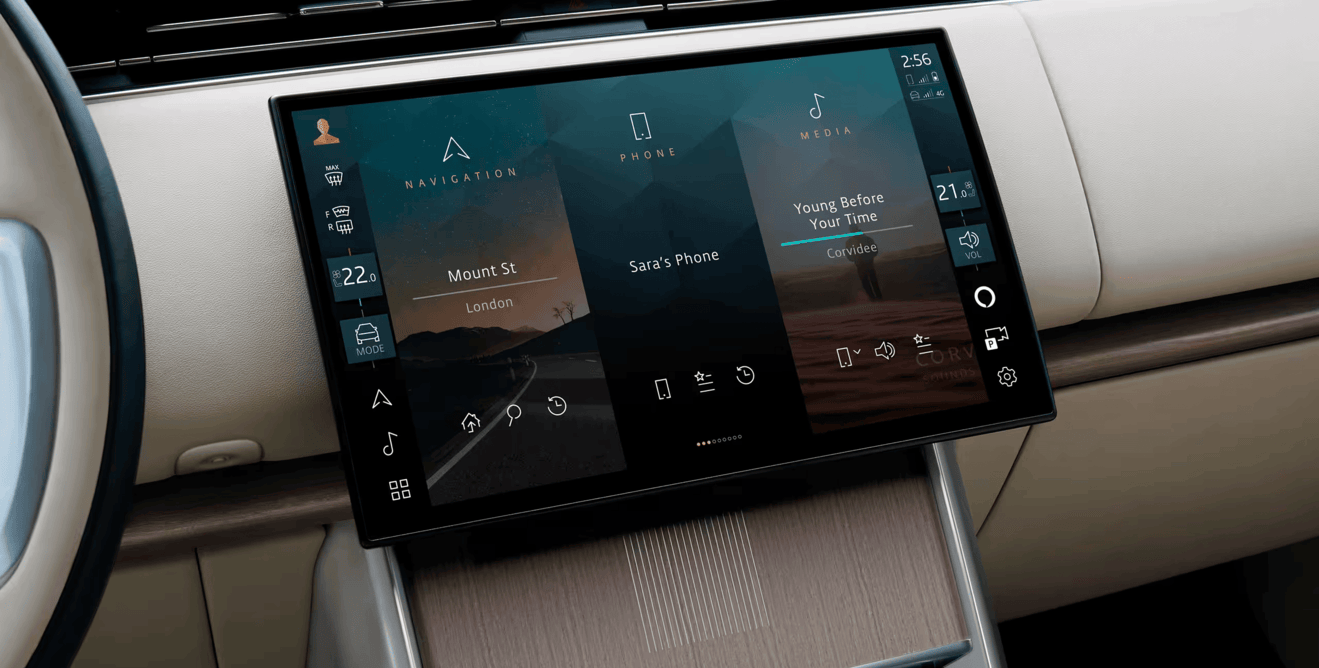 2:56
4G
MAX
F
R
22.0
MODE
NAVIGATION
Mount St
London
PHONE
Sara's Phone
MEDIA
Young Before
Your Time
Corvidee
CORV
21.0
VOL
P